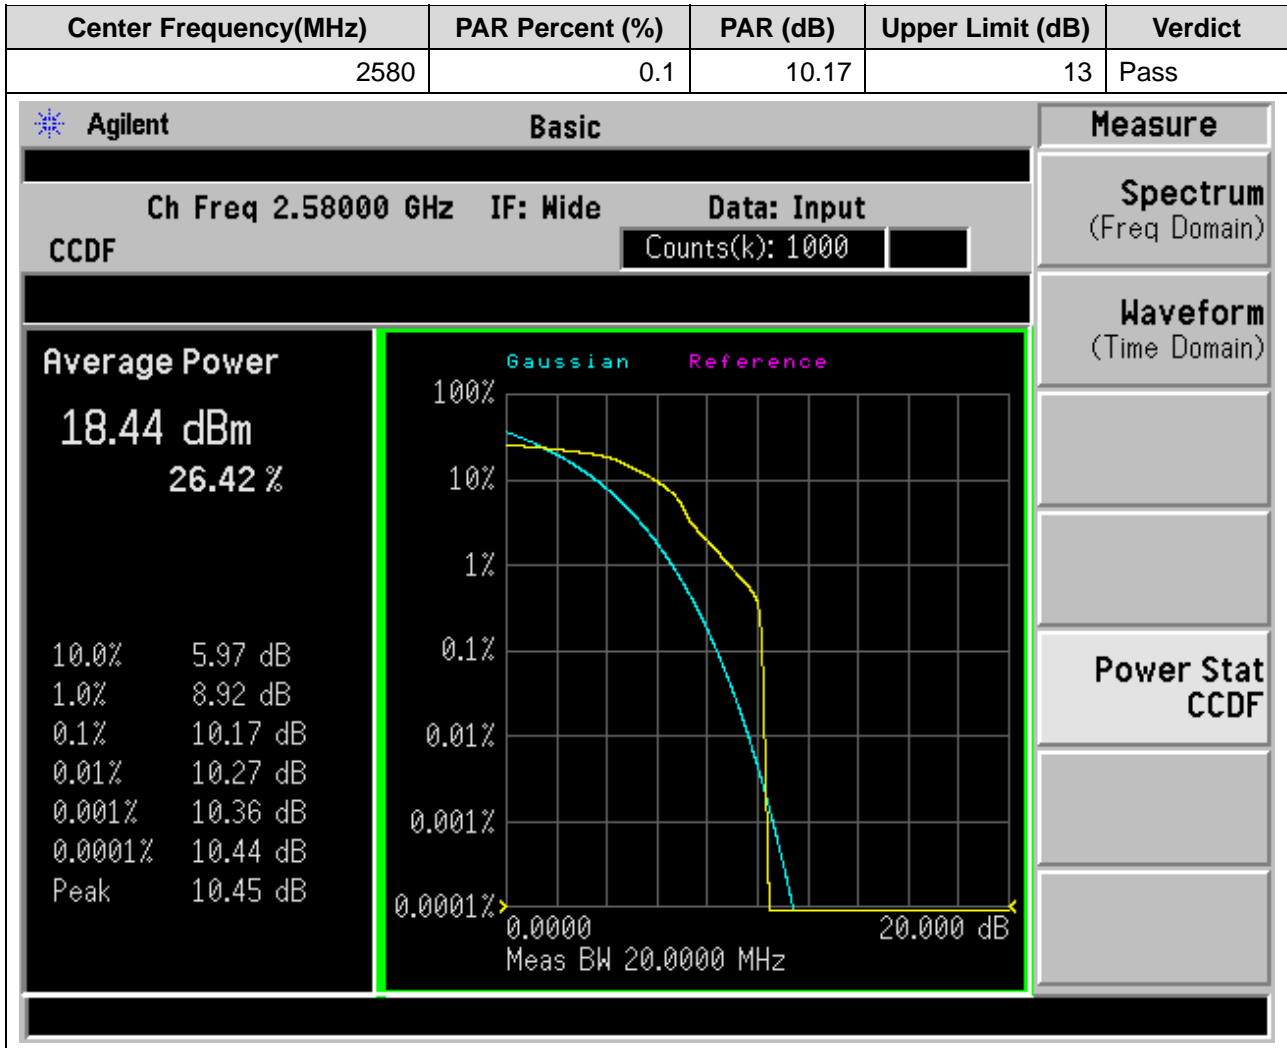 Center Frequency(MHz) PAR Percent (%) PAR (dB) Upper Limit (dB) Verdict
2580 0.1 10.17 13 Pass
Agilent Basic Measure
Ch Freq 2.58000 GHz IF: Wide Data: Input
CCDF Counts(k): 1000
Spectrum
(Freq Domain)
Waveform
(Time Domain)
Power Stat
CCDF
Average Power
18.44 dBm
26.42 %
10.0% 5.97 dB
1.0% 8.92 dB
0.1% 10.17 dB
0.01% 10.27 dB
0.001% 10.36 dB
0.0001% 10.44 dB
Peak 10.45 dB
Gaussian Reference
100%
10%
1%
0.1%
0.01%
0.001%
0.0001%
0.0000 20.000 dB
Meas BW 20.0000 MHz